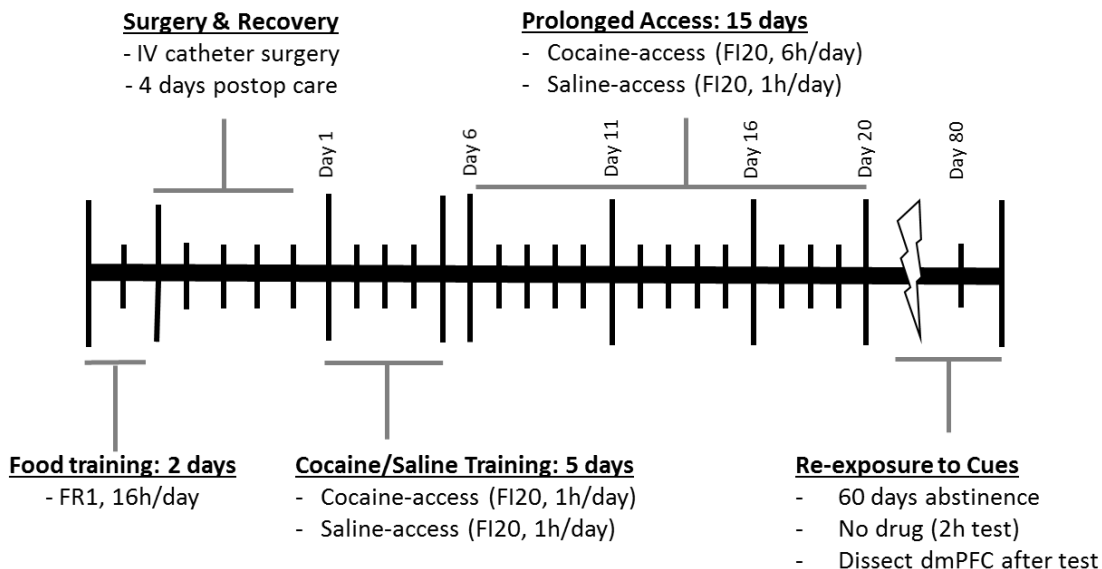 Surgery & Recovery
- IV catheter surgery
- 4 days postop care
Prolonged Access: 15 days
- Cocaine-access (FI20, 6h/day)
- Saline-access (FI20, 1h/day)
Day 1
Day 6
Day 11
Day 16
Day 20
Day 80
Food training: 2 days
- FR1, 16h/day
Cocaine/Saline Training: 5 days
- Cocaine-access (FI20, 1h/day)
- Saline-access (FI20, 1h/day)
Re-exposure to Cues
- 60 days abstinence
- No drug (2h test)
- Dissect dmPFC after test